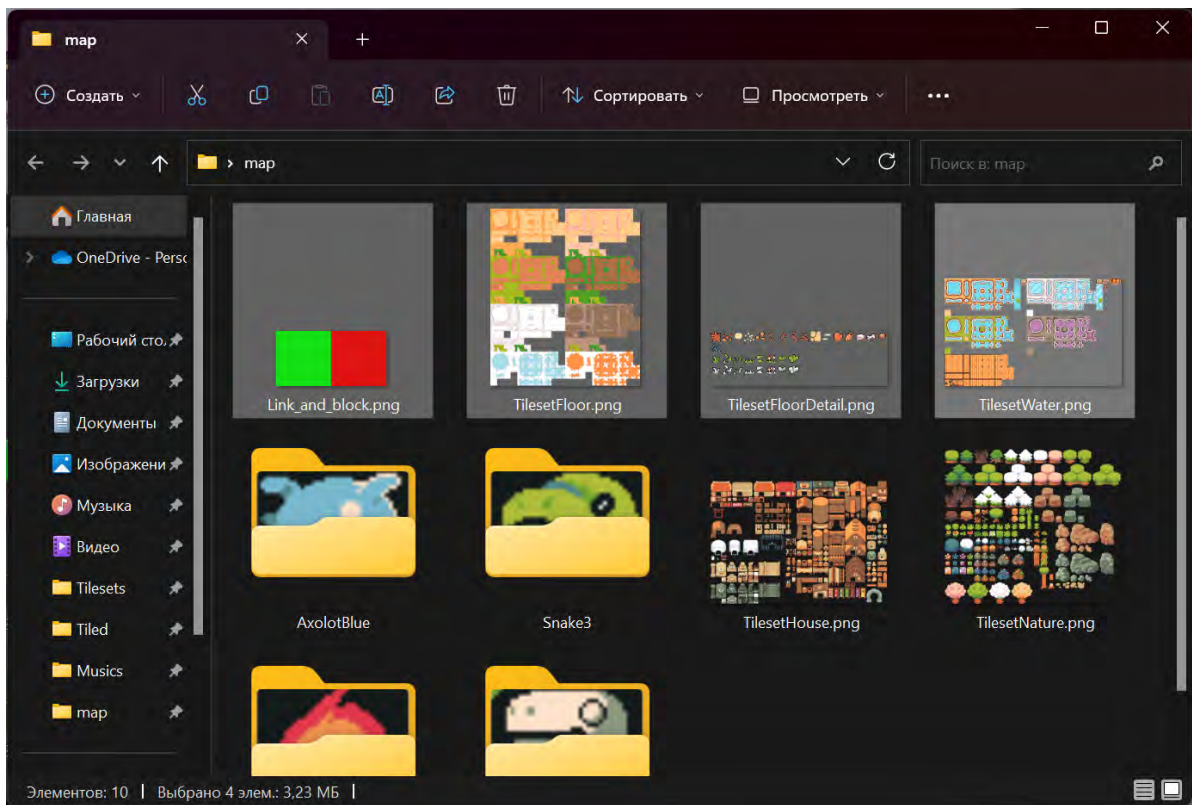 map
Создать
Сортировать
Просмотреть
map
Поиск в: map
Главная
OneDrive - Persc
Рабочий сто.
Загрузки
Документы
Изображени
Музыка
Видео
Tilesets
Tiled
Musics
map
Link_and_block.png
TilesetFloor.png
TilesetFloorDetail.png
TilesetWater.png
AxolotBlue
Snake3
TilesetHouse.png
TilesetNature.png
Элементов: 10
Выбрано 4 элем.: 3,23 МБ